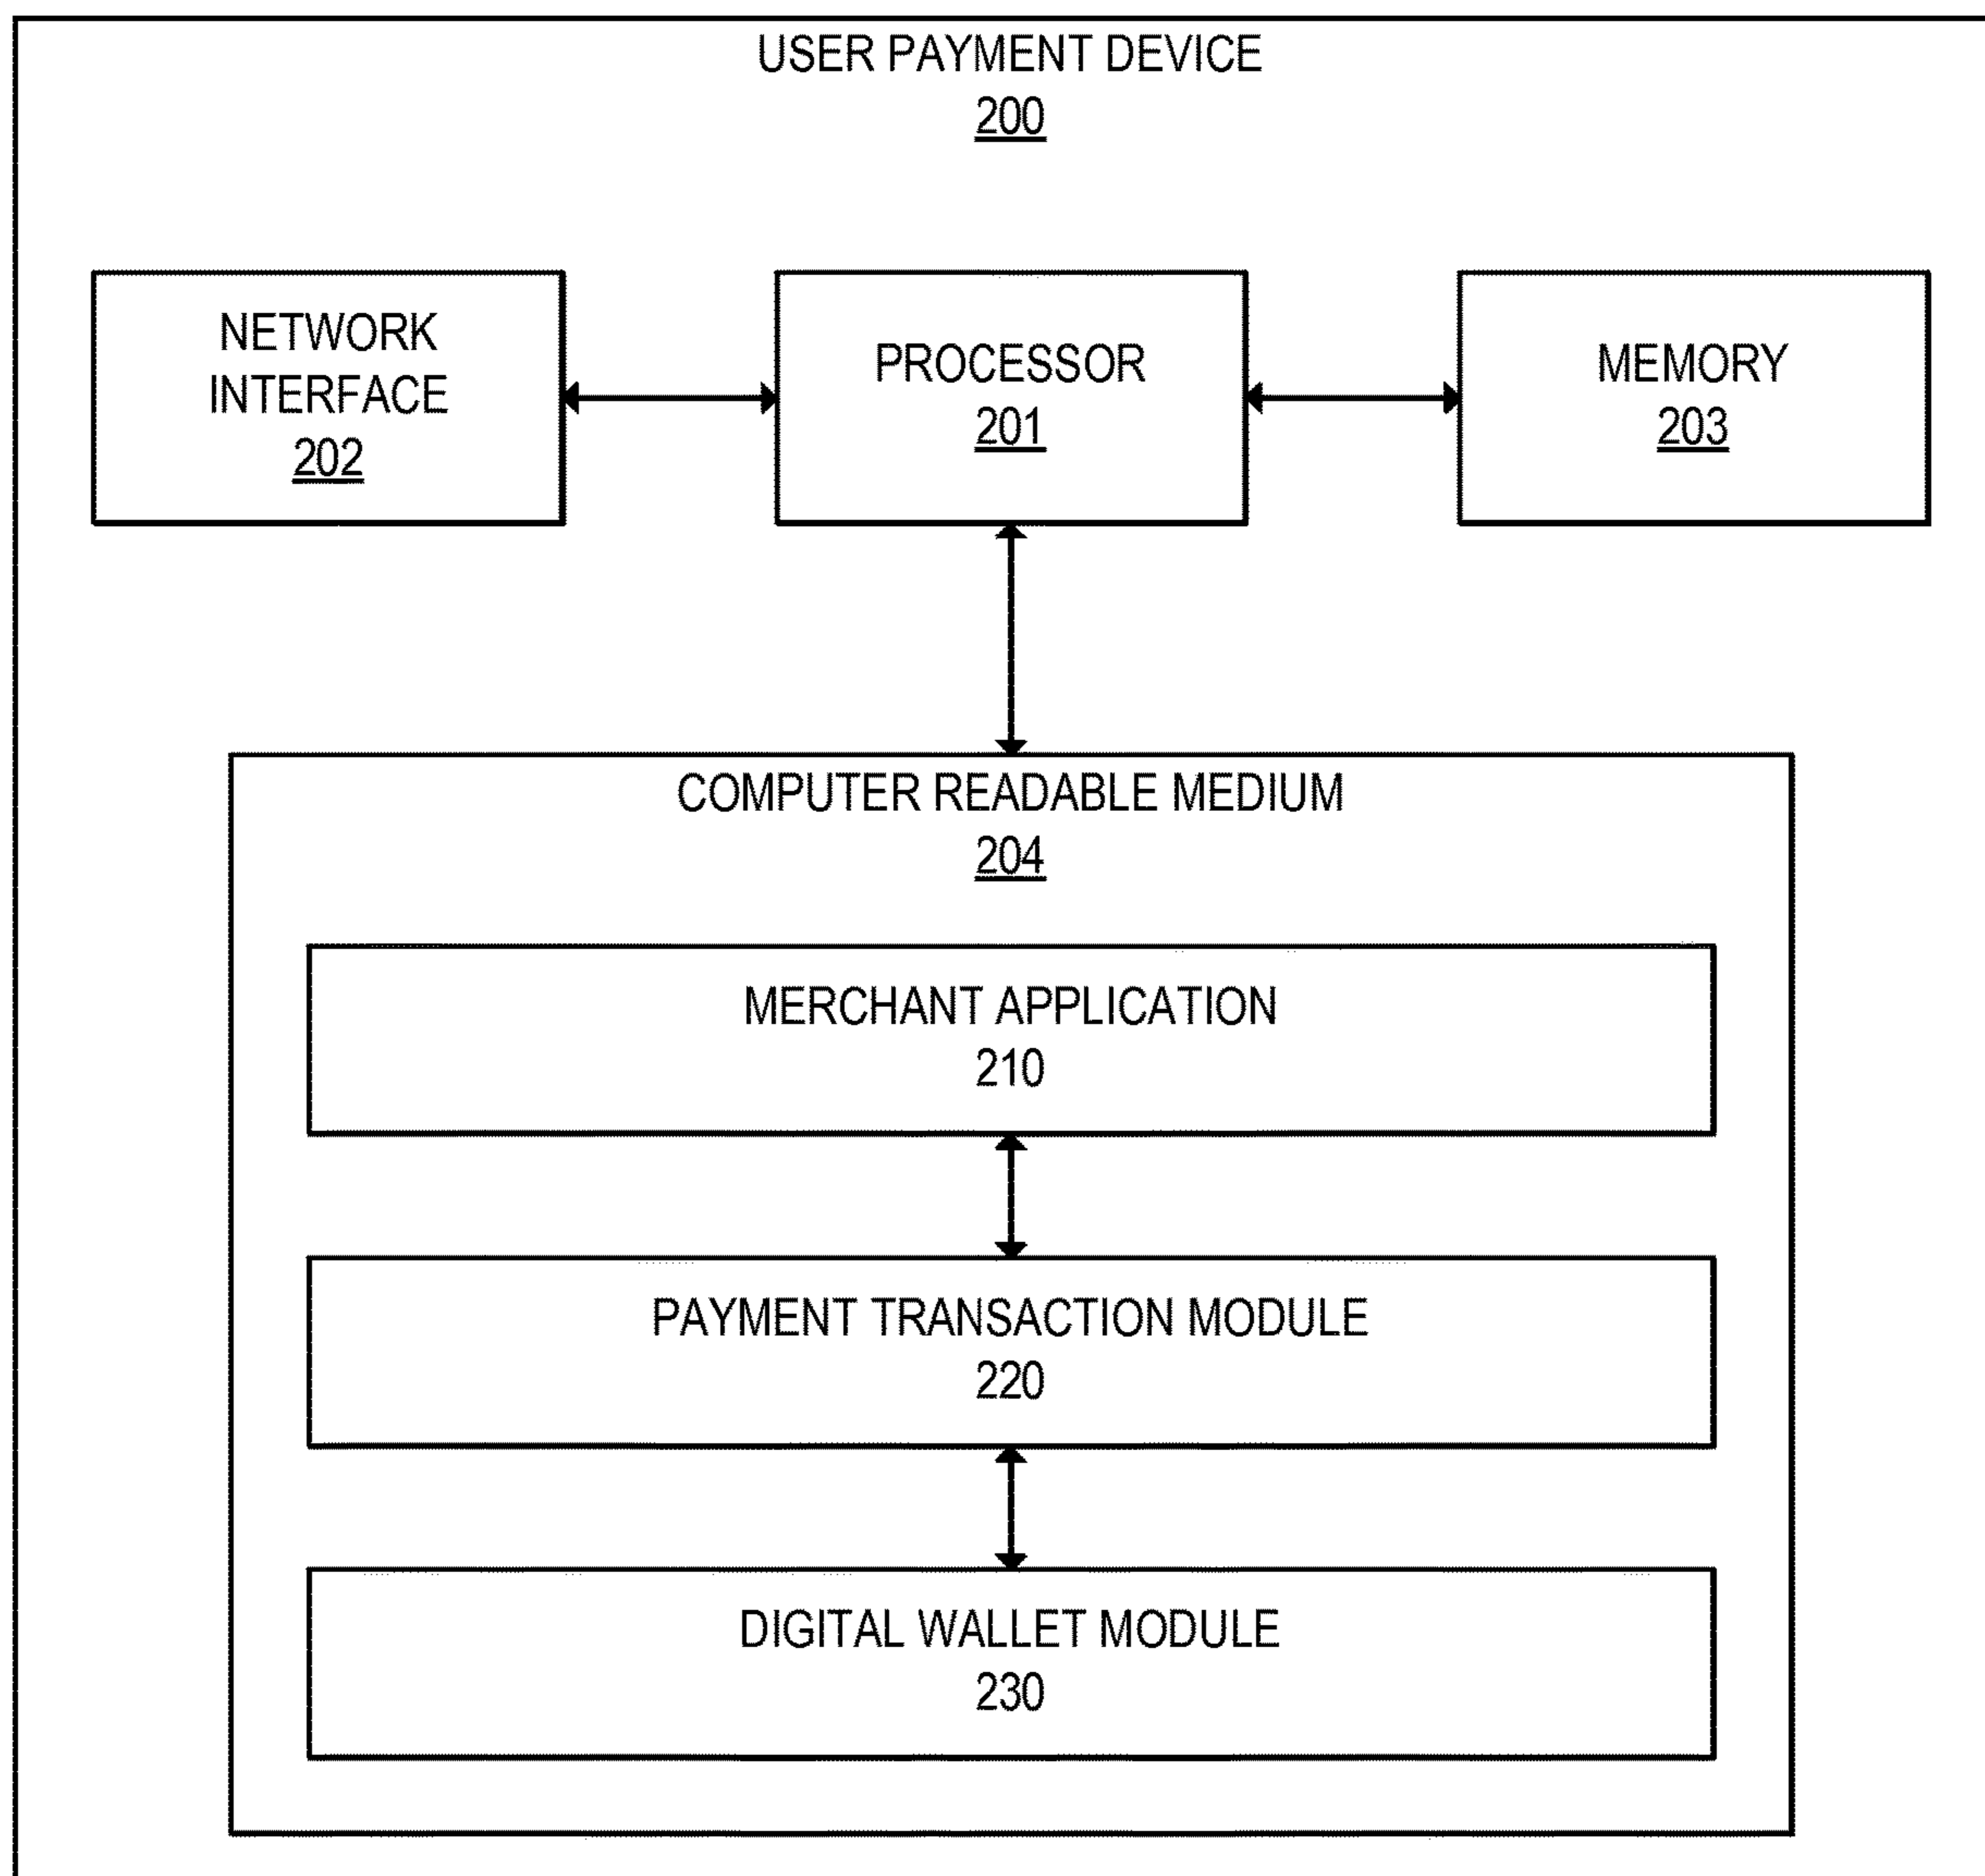 USER PAYMENT DEVICE
200
NETWORK
INTERFACE
202
PROCESSOR
201
MEMORY
203
COMPUTER READABLE MEDIUM
204
MERCHANT APPLICATION
210
PAYMENT TRANSACTION MODULE
220
DIGITAL WALLET MODULE
230